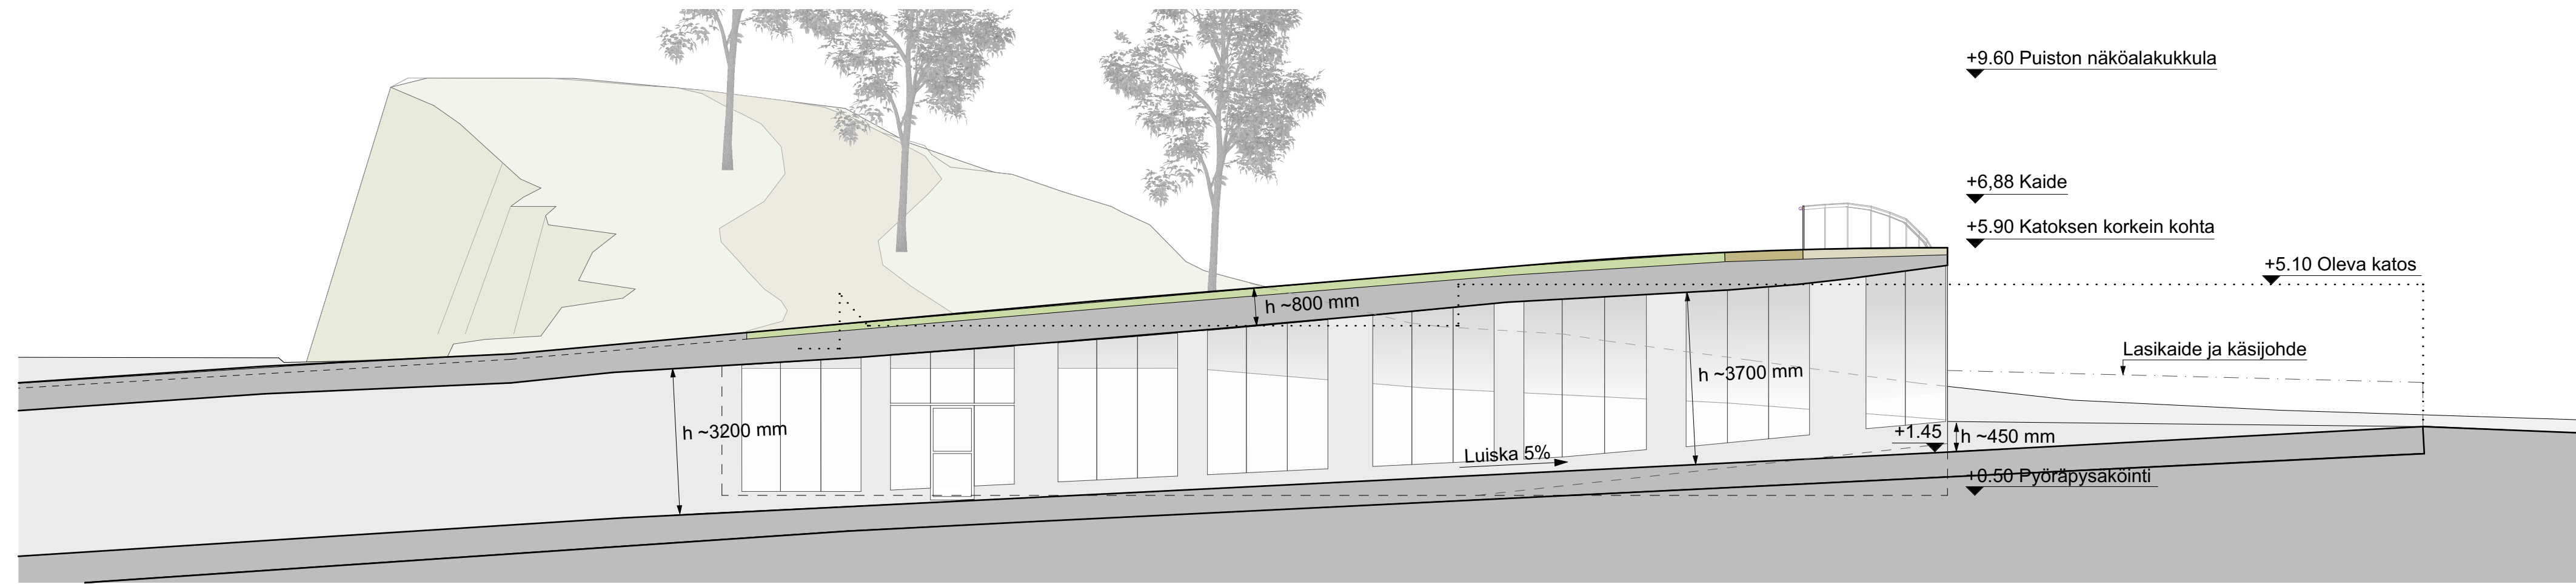 +9.60 Puiston näköalakukkula
+6,88 Kaide
+5.90 Katoksen korkein kohta
+5.10 Oleva katos
h ~800 mm
Lasikaide ja käsijohde
h ~3700 mm
h ~3200 mm
+1.45
h ~450 mm
Luiska 5%
+0.50 Pyöräpysaköinti